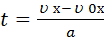 t = (υ x−υ 0x)/a